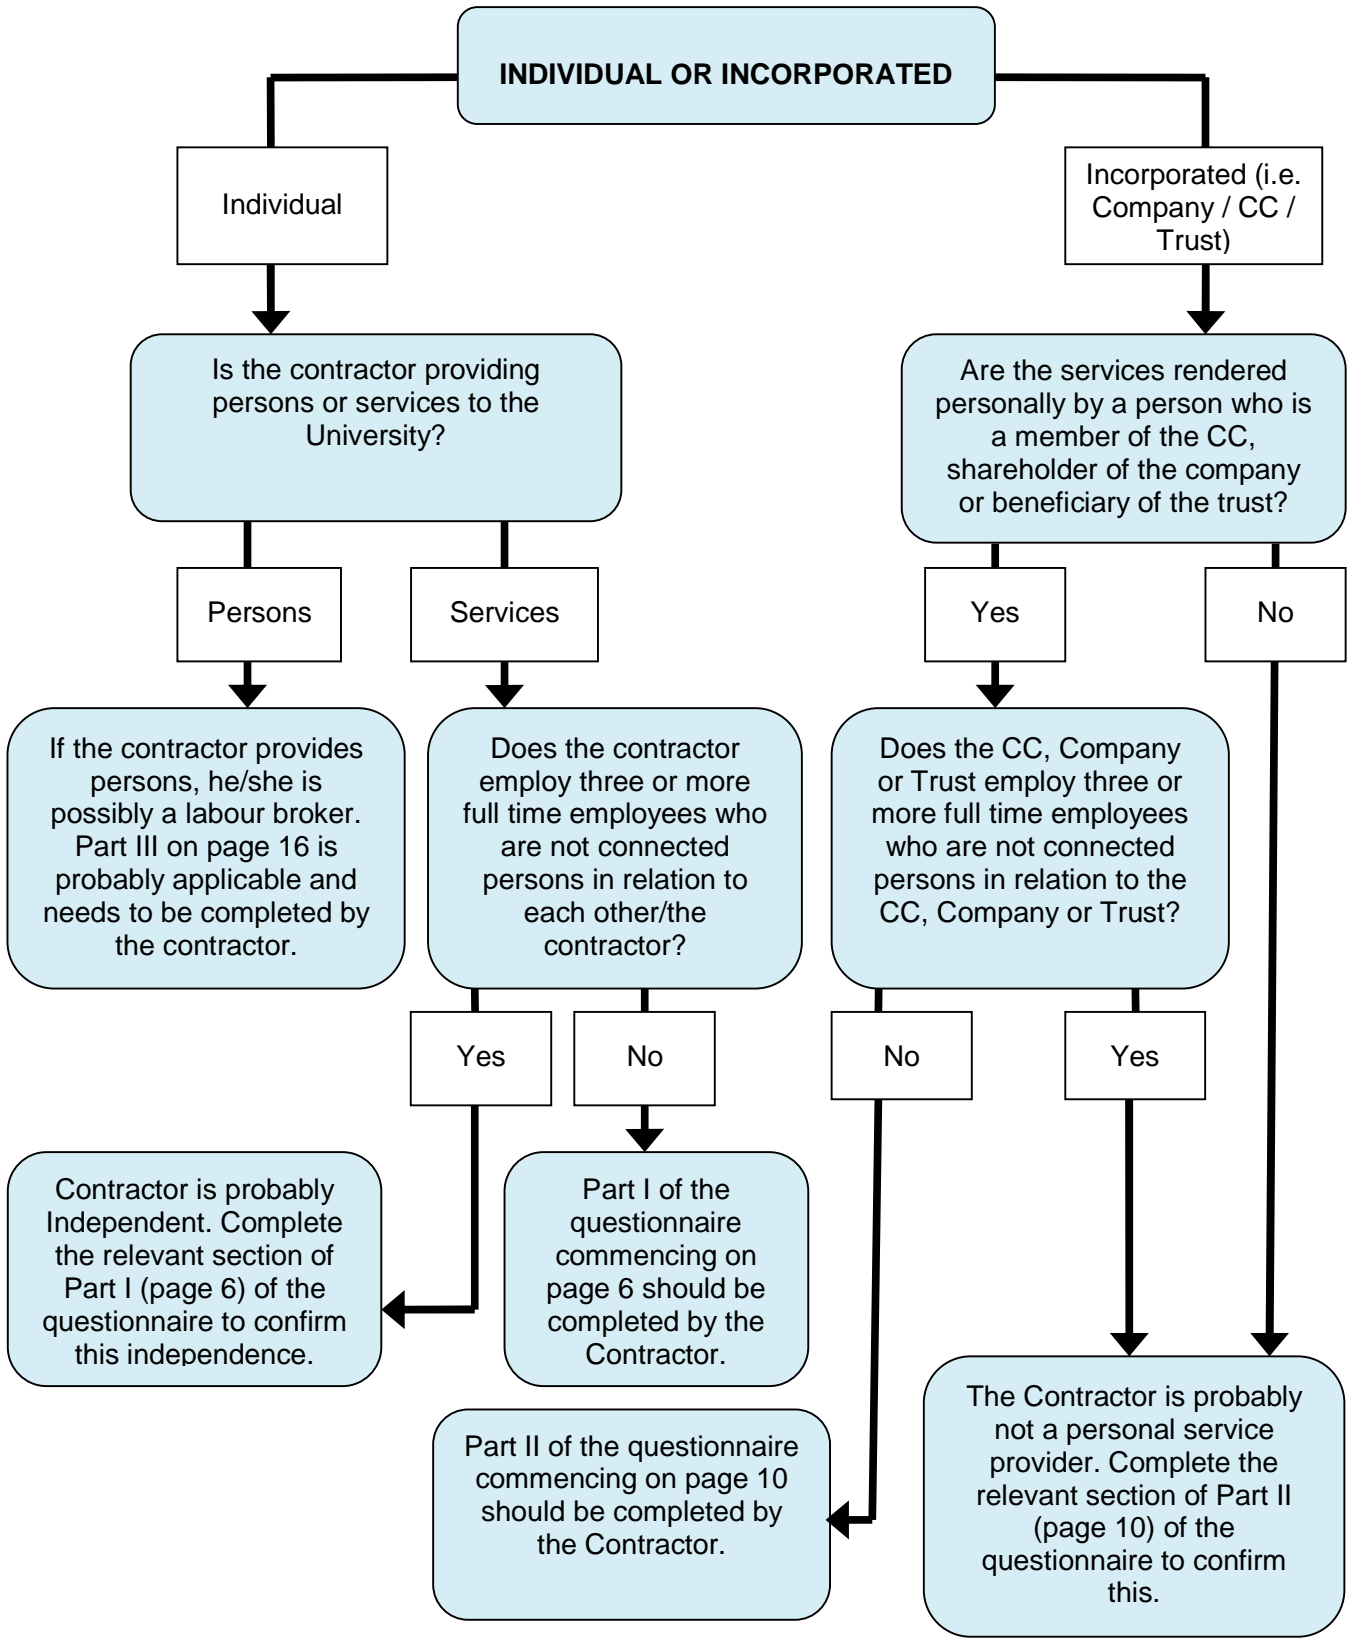 INDIVIDUAL OR INCORPORATED
Individual
Incorporated (i.e.
Company / CC /
Trust)
Is the contractor providing
persons or services to the
University?
Are the services rendered
personally by a person who is
a member of the CC,
shareholder of the company
or beneficiary of the trust?
Persons
Services
Yes
No
If the contractor provides
persons, he/she is
possibly a labour broker.
Part III on page 16 is
probably applicable and
needs to be completed by
the contractor.
Does the contractor
employ three or more
full time employees who
are not connected
persons in relation to
each other/the
contractor?
Does the CC, Company
or Trust employ three or
more full time employees
who are not connected
persons in relation to the
CC, Company or Trust?
Yes
No
No
Yes
Contractor is probably
Independent. Complete
the relevant section of
Part I (page 6) of the
questionnaire to confirm
this independence.
Part I of the
questionnaire
commencing on
page 6 should be
completed by the
Contractor.
Part II of the questionnaire
commencing on page 10
should be completed by
the Contractor.
The Contractor is probably
not a personal service
provider. Complete the
relevant section of Part II
(page 10) of the
questionnaire to confirm
this.